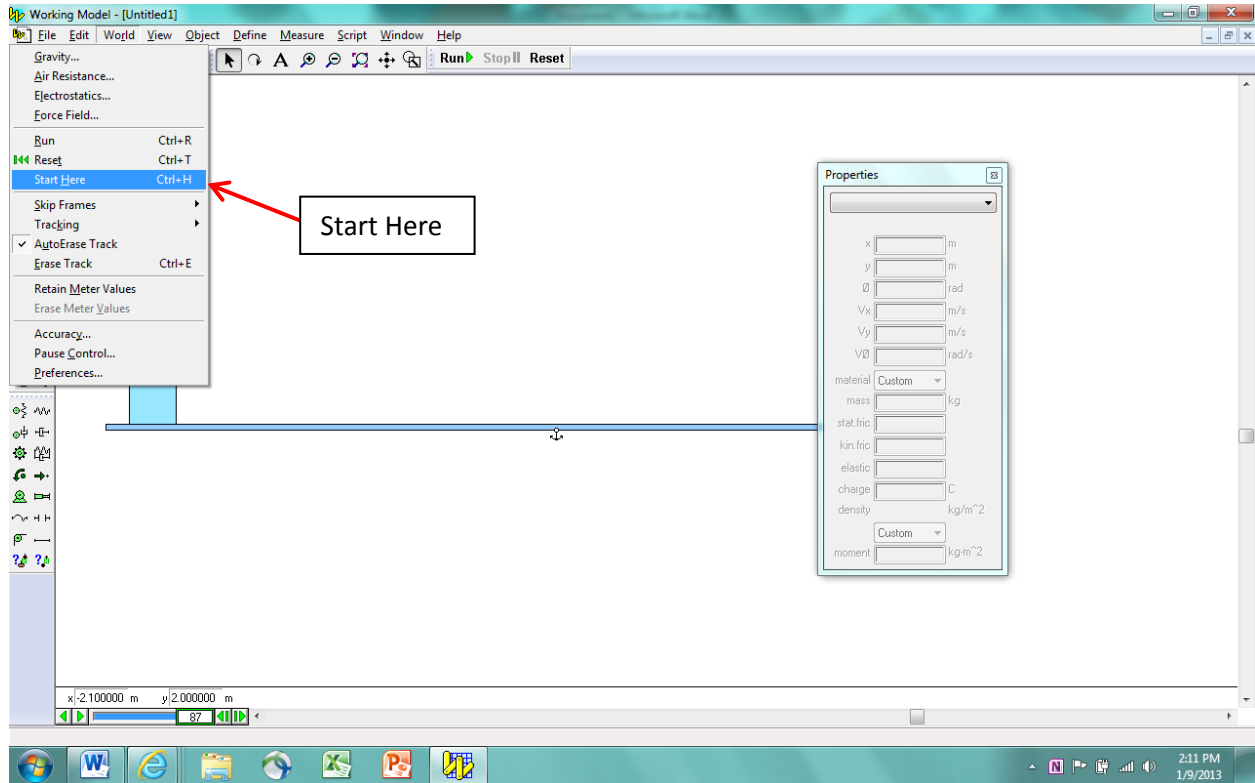 Working Model - [Untitled1]
File Edit World View Object Define Measure Script Window Help
Run Stop Reset
Gravity...
Air Resistance...
Electrostatics...
Force Field...
Run Ctrl+R
Reset Ctrl+T
Start Here Ctrl+H
Skip Frames
Tracking
AutoErase Track
Erase Track Ctrl+E
Retain Meter Values
Erase Meter Values
Accuracy...
Pause Control...
Preferences...
Start Here
Properties
x m
y m
Ø rad
Vx m/s
Vy m/s
VØ rad/s
material Custom
mass kg
stat.fric
kin.fric
elastic
charge C
density kg/m^2
Custom
moment kg-m^2
x -2.100000 m y 2.000000 m
87
2:11 PM
1/9/2013